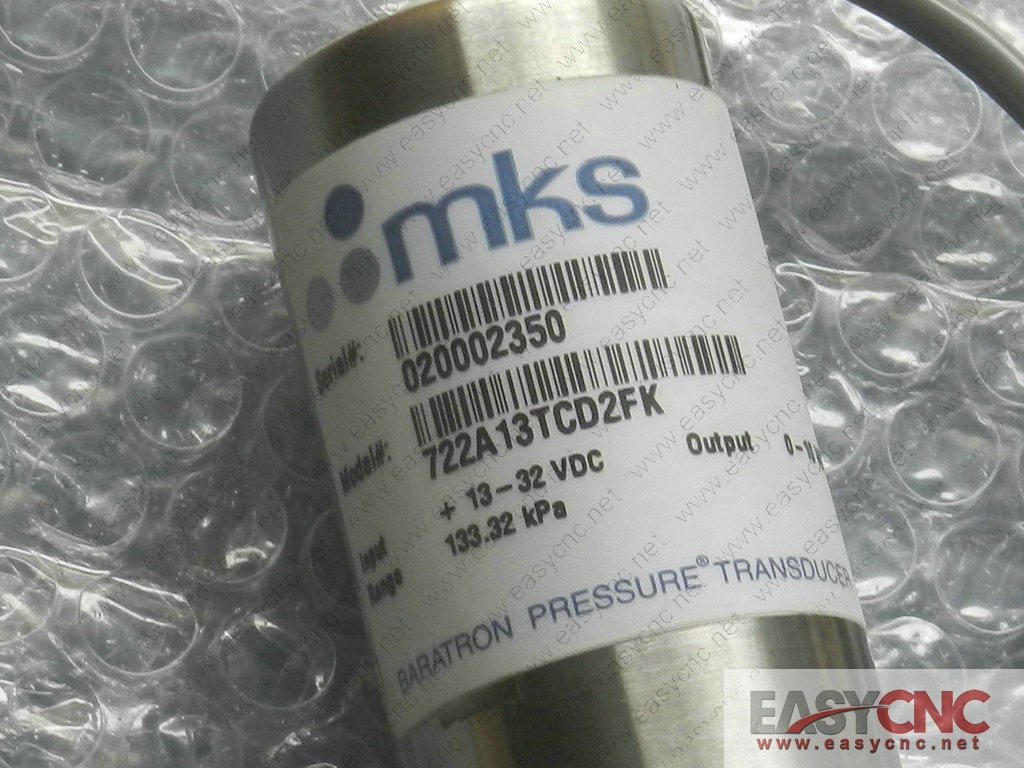 mks
Serial#: 020002350
Model#: 722A13TCD2FK
Input + 13-32 VDC Output
Range 133.32 kPa
BARATRON PRESSURE® TRANSDUCER
EASYCNC
www.easycnc.net